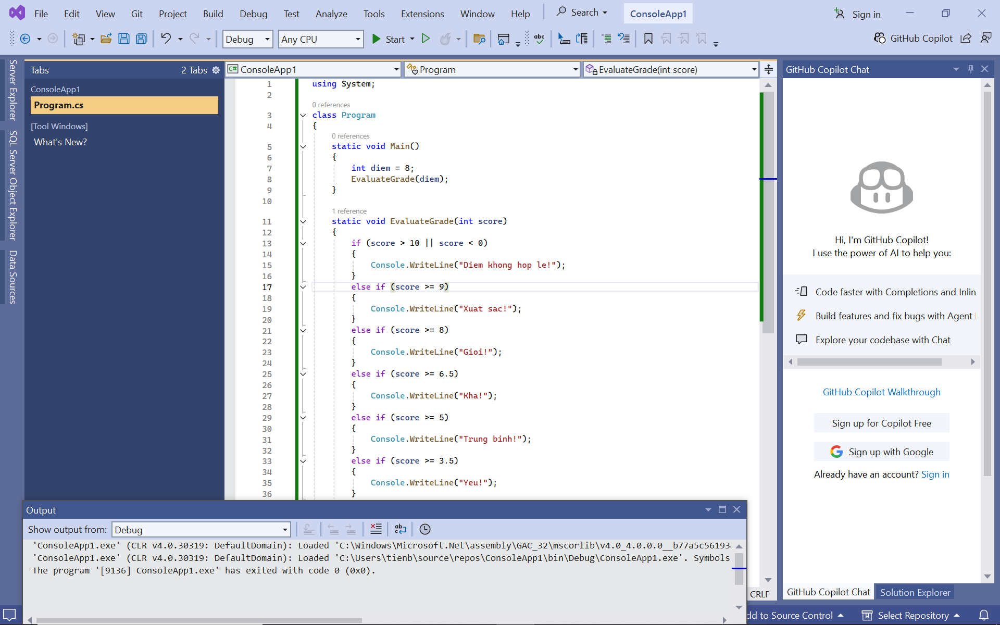 File Edit View Git Project Build Debug Test Analyze Tools Extensions Window Help Search ConsoleApp1 Sign in
Debug Any CPU Start GitHub Copilot
Server Explorer
SQL Server Object Explorer
Data Sources
Tabs 2 Tabs
ConsoleApp1
Program.cs
[Tool Windows]
What's New?
C# ConsoleApp1 Program EvaluateGrade(int score)
1 using System;
2
0 references
3 class Program
4 {
0 references
5 static void Main()
6 {
7 int diem = 8;
8 EvaluateGrade(diem);
9 }
10
1 reference
11 static void EvaluateGrade(int score)
12 {
13 if (score > 10 || score < 0)
14 {
15 Console.WriteLine("Diem khong hop le!");
16 }
17 else if (score >= 9)
18 {
19 Console.WriteLine("Xuat sac!");
20 }
21 else if (score >= 8)
22 {
23 Console.WriteLine("Gioi!");
24 }
25 else if (score >= 6.5)
26 {
27 Console.WriteLine("Kha!");
28 }
29 else if (score >= 5)
30 {
31 Console.WriteLine("Trung binh!");
32 }
33 else if (score >= 3.5)
34 {
35 Console.WriteLine("Yeu!");
36 }
GitHub Copilot Chat
Hi, I'm GitHub Copilot!
I use the power of AI to help you:
Code faster with Completions and Inlin
Build features and fix bugs with Agent
Explore your codebase with Chat
GitHub Copilot Walkthrough
Sign up for Copilot Free
Sign up with Google
Already have an account? Sign in
GitHub Copilot Chat Solution Explorer
Output
Show output from: Debug
'ConsoleApp1.exe' (CLR v4.0.30319: DefaultDomain): Loaded 'C:\Windows\Microsoft.Net\assembly\GAC_32\mscorlib\v4.0_4.0.0.0__b77a5c56193
'ConsoleApp1.exe' (CLR v4.0.30319: DefaultDomain): Loaded 'C:\Users\tienb\source\repos\ConsoleApp1\bin\Debug\ConsoleApp1.exe'. Symbols
The program '[9136] ConsoleApp1.exe' has exited with code 0 (0x0).
CRLF
dd to Source Control Select Repository